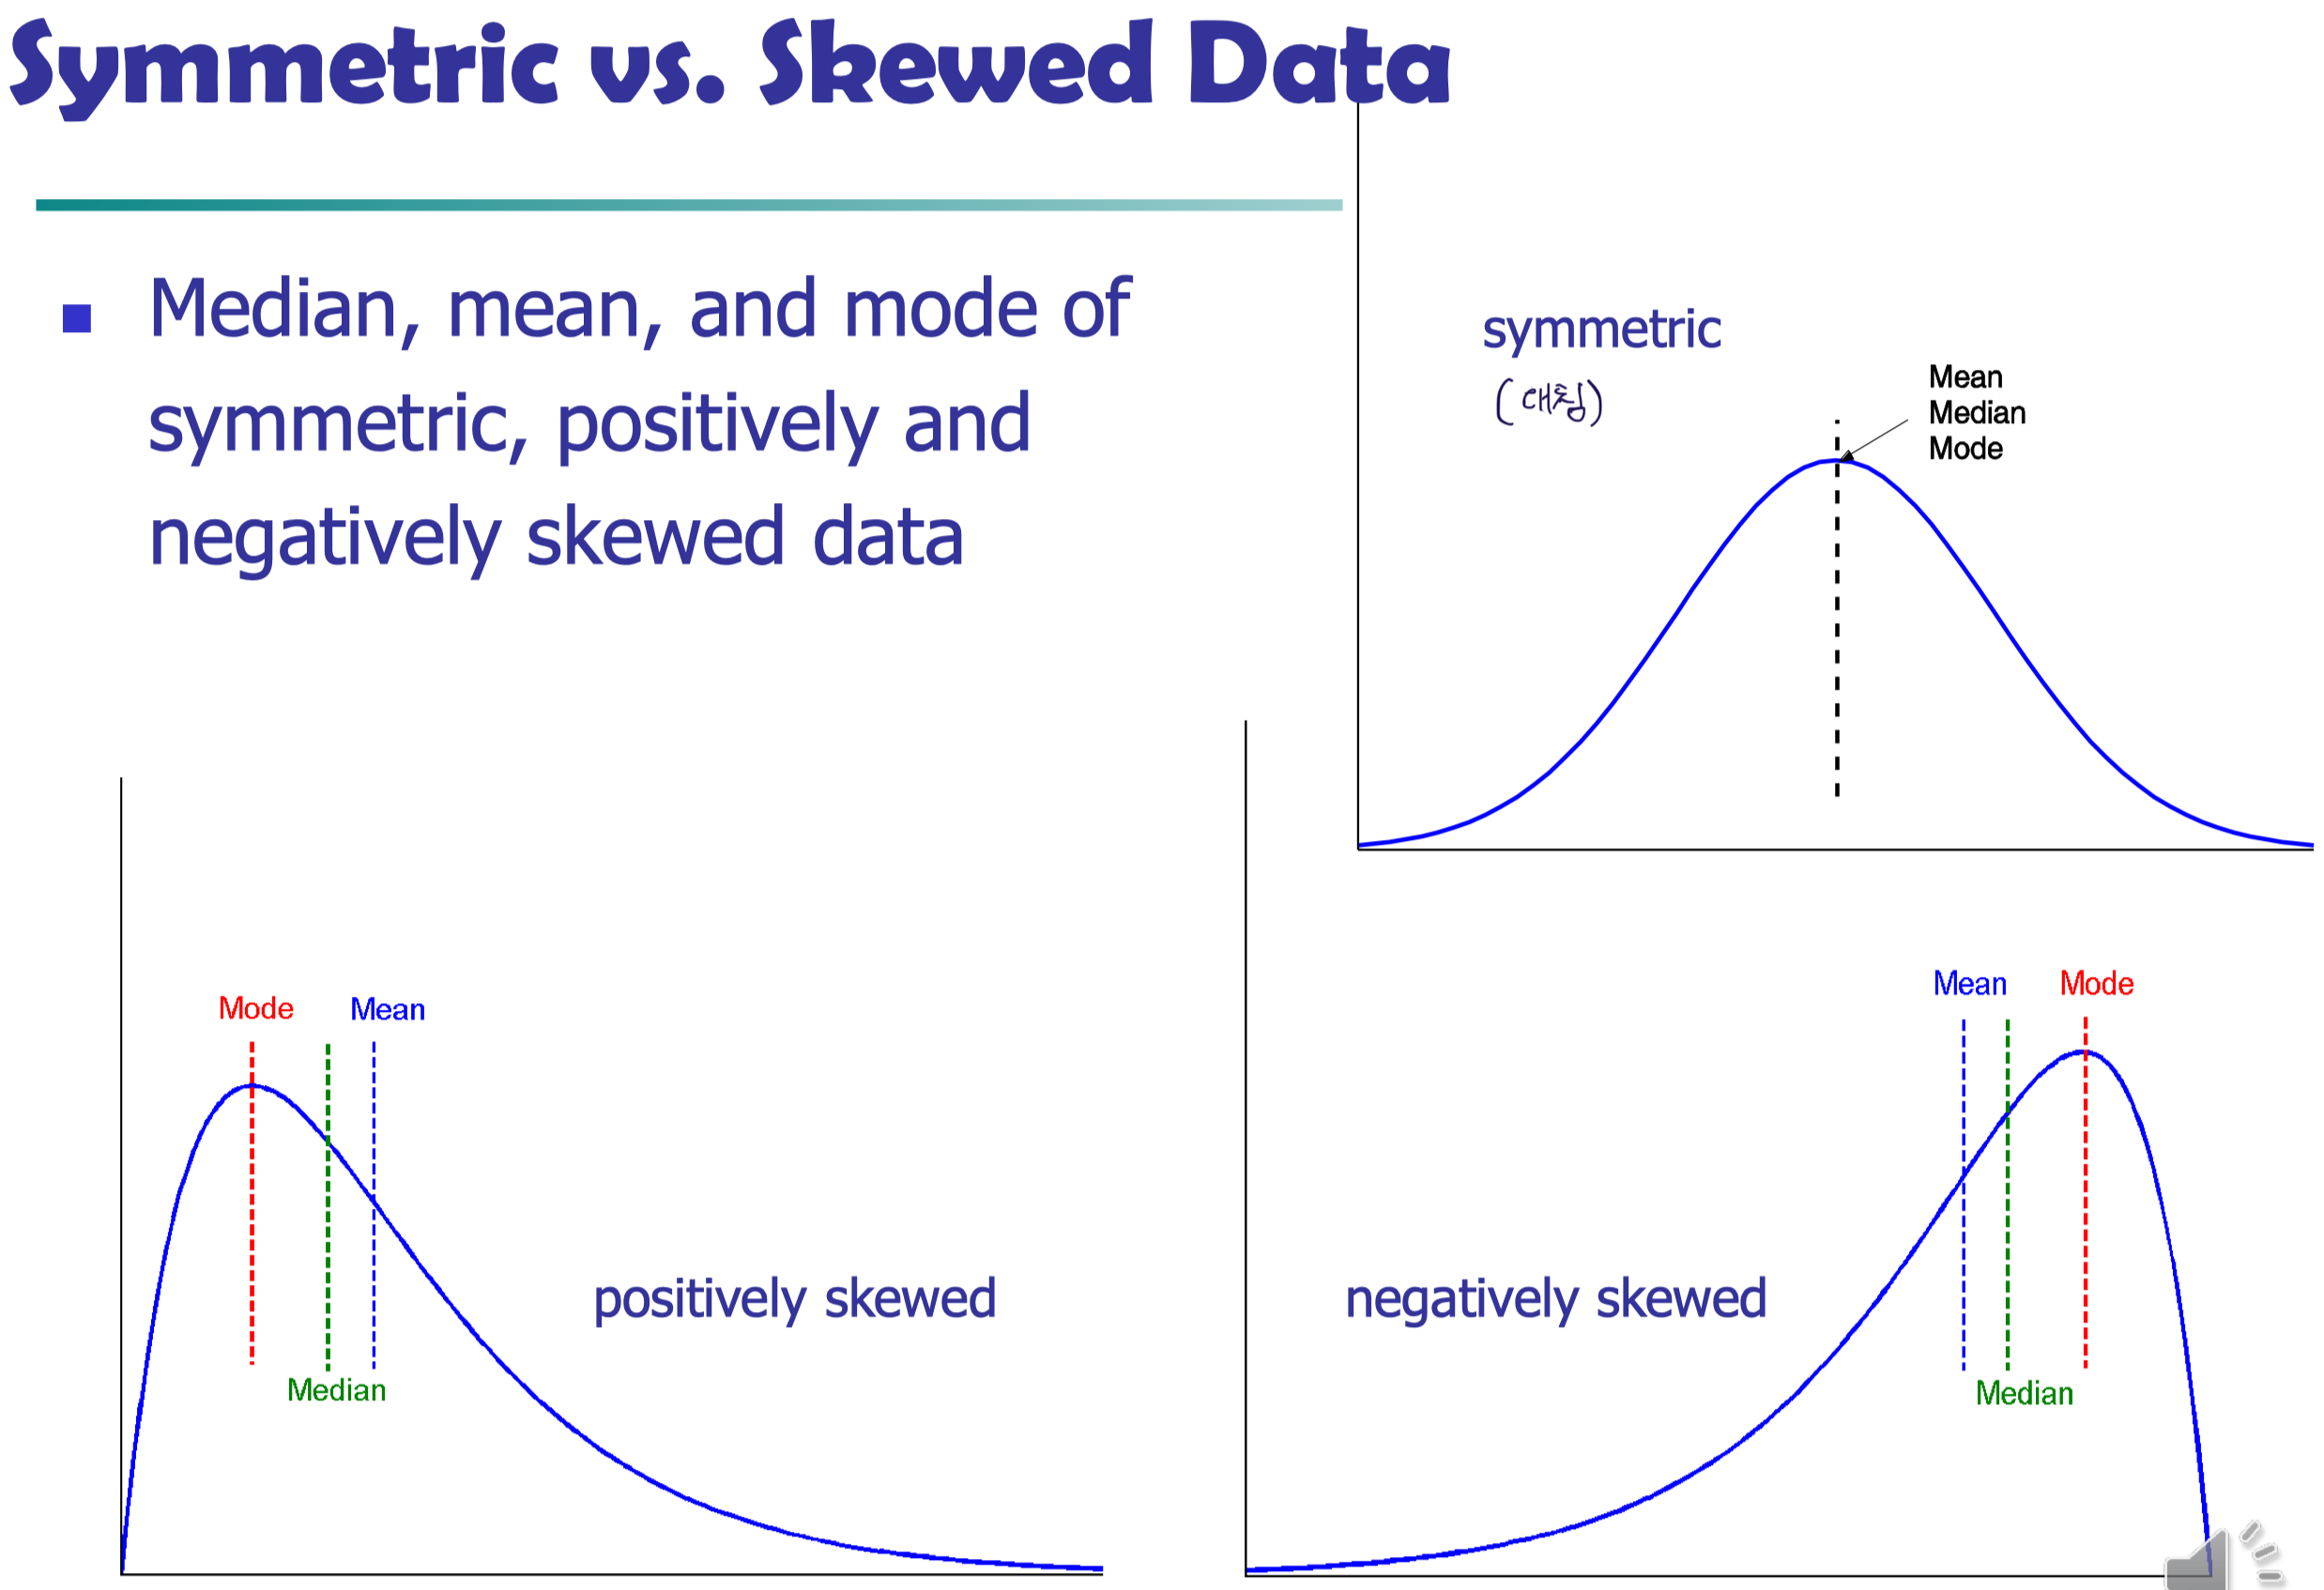 Symmetric vs. Skewed Data
Median, mean, and mode of
symmetric, positively and
negatively skewed data
symmetric
(대칭)
Mean
Median
Mode
Mode
Mean
Median
positively skewed
Mean
Mode
Median
negatively skewed